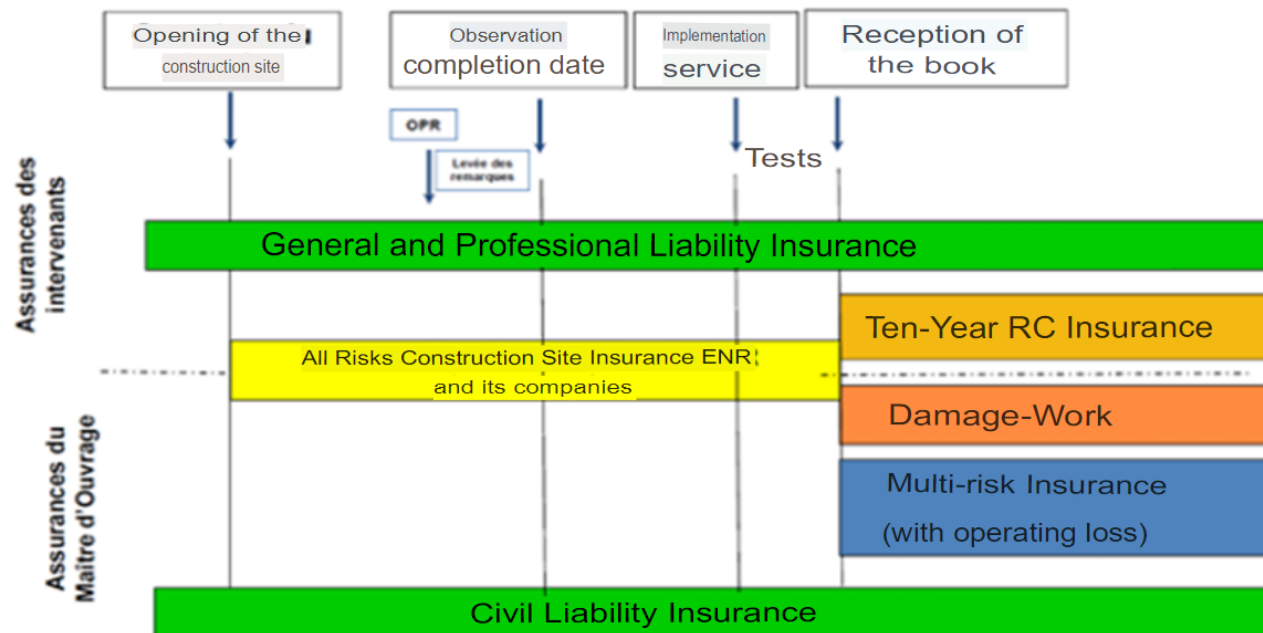 Opening of the
construction site
Observation
completion date
Implementation
service
Reception of
the book
OPR
Levée des
remarques
Tests
Assurances des
intervenants
General and Professional Liability Insurance
Ten-Year RC Insurance
All Risks Construction Site Insurance ENR
and its companies
Damage-Work
Assurances du
Maître d'Ouvrage
Multi-risk Insurance
(with operating loss)
Civil Liability Insurance